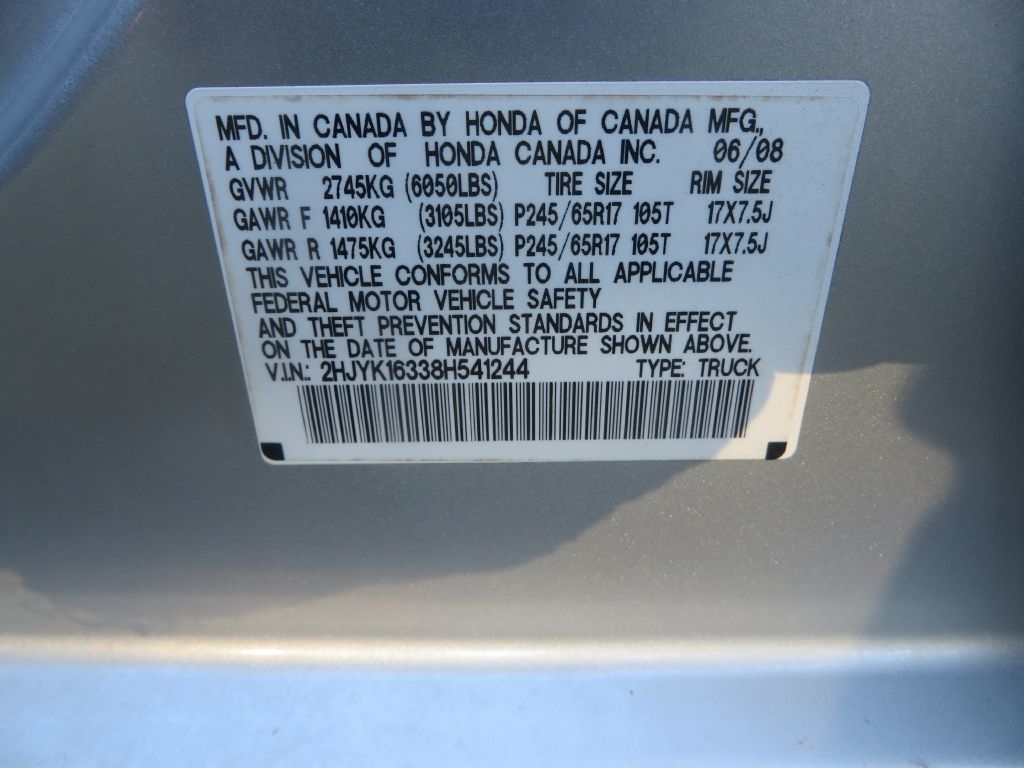 MFD. IN CANADA BY HONDA OF CANADA MFG.,
A DIVISION OF HONDA CANADA INC. 06/08
GVWR 2745KG (6050LBS) TIRE SIZE RIM SIZE
GAWR F 1410KG (3105LBS) P245/65R17 105T 17X7.5J
GAWR R 1475KG (3245LBS) P245/65R17 105T 17X7.5J
THIS VEHICLE CONFORMS TO ALL APPLICABLE
FEDERAL MOTOR VEHICLE SAFETY
AND THEFT PREVENTION STANDARDS IN EFFECT
ON THE DATE OF MANUFACTURE SHOWN ABOVE.
V.I.N.: 2HJYK16338H541244 TYPE: TRUCK